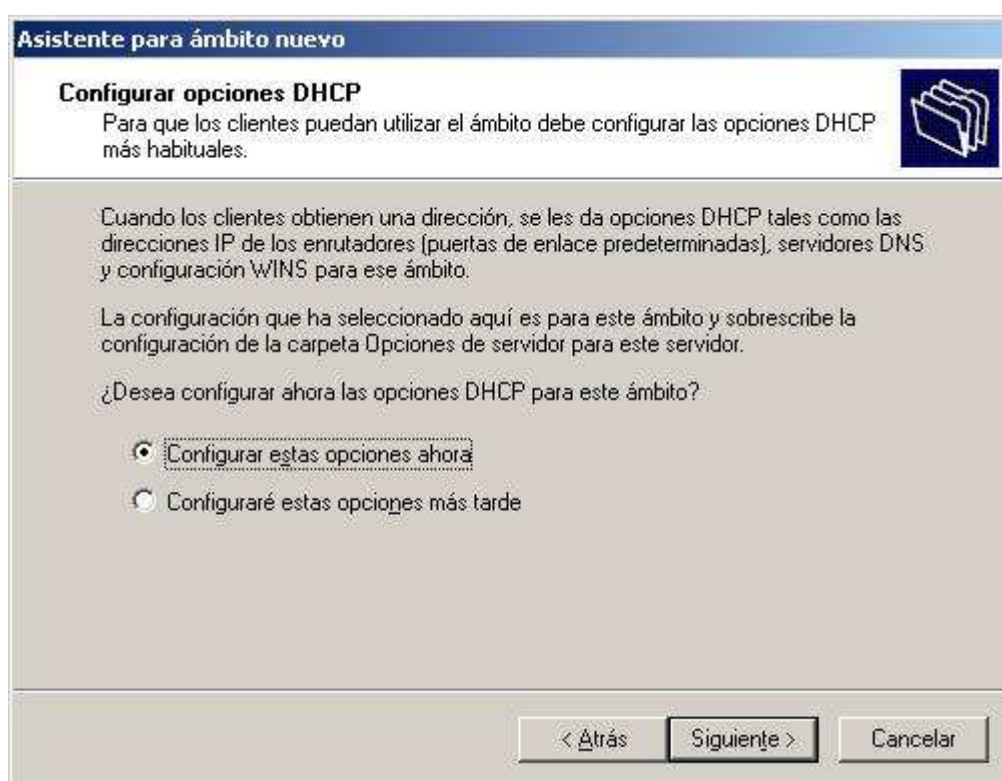 Asistente para ámbito nuevo
Configurar opciones DHCP
Para que los clientes puedan utilizar el ámbito debe configurar las opciones DHCP
más habituales.
Cuando los clientes obtienen una dirección, se les da opciones DHCP tales como las
direcciones IP de los enrutadores (puertas de enlace predeterminadas), servidores DNS
y configuración WINS para ese ámbito.
La configuración que ha seleccionado aquí es para este ámbito y sobrescribe la
configuración de la carpeta Opciones de servidor para este servidor.
¿Desea configurar ahora las opciones DHCP para este ámbito?
Configurar estas opciones ahora
Configuraré estas opciones más tarde
< Atrás
Siguiente >
Cancelar